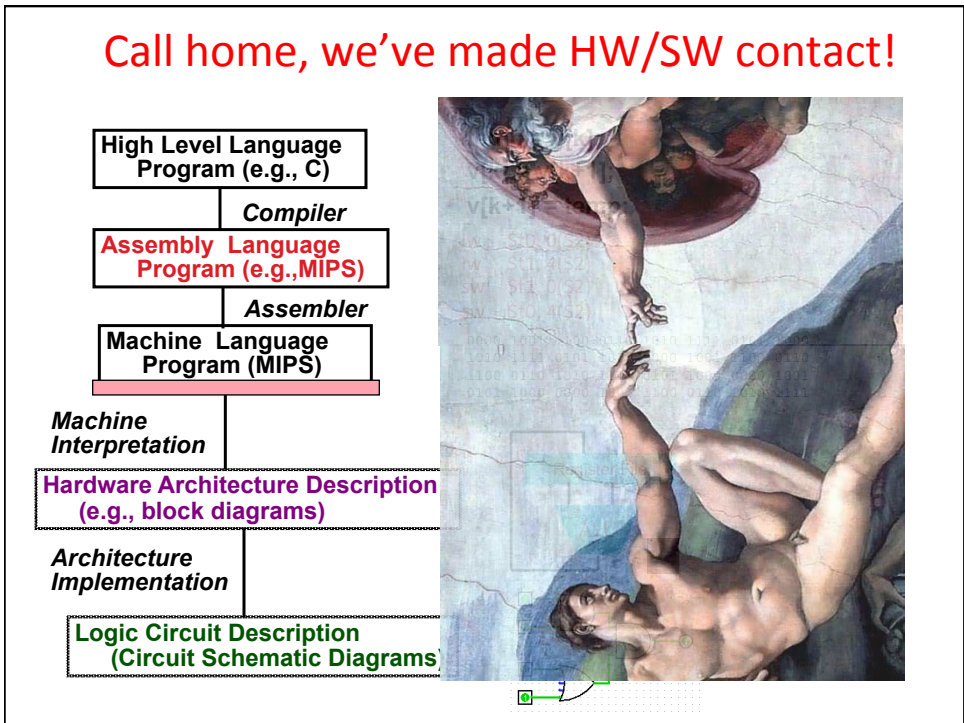 Call home, we’ve made HW/SW contact!
High Level Language
Program (e.g., C)
Compiler
Assembly Language
Program (e.g.,MIPS)
Assembler
Machine Language
Program (MIPS)
Machine
Interpretation
Hardware Architecture Description
(e.g., block diagrams)
Architecture
Implementation
Logic Circuit Description
(Circuit Schematic Diagrams)